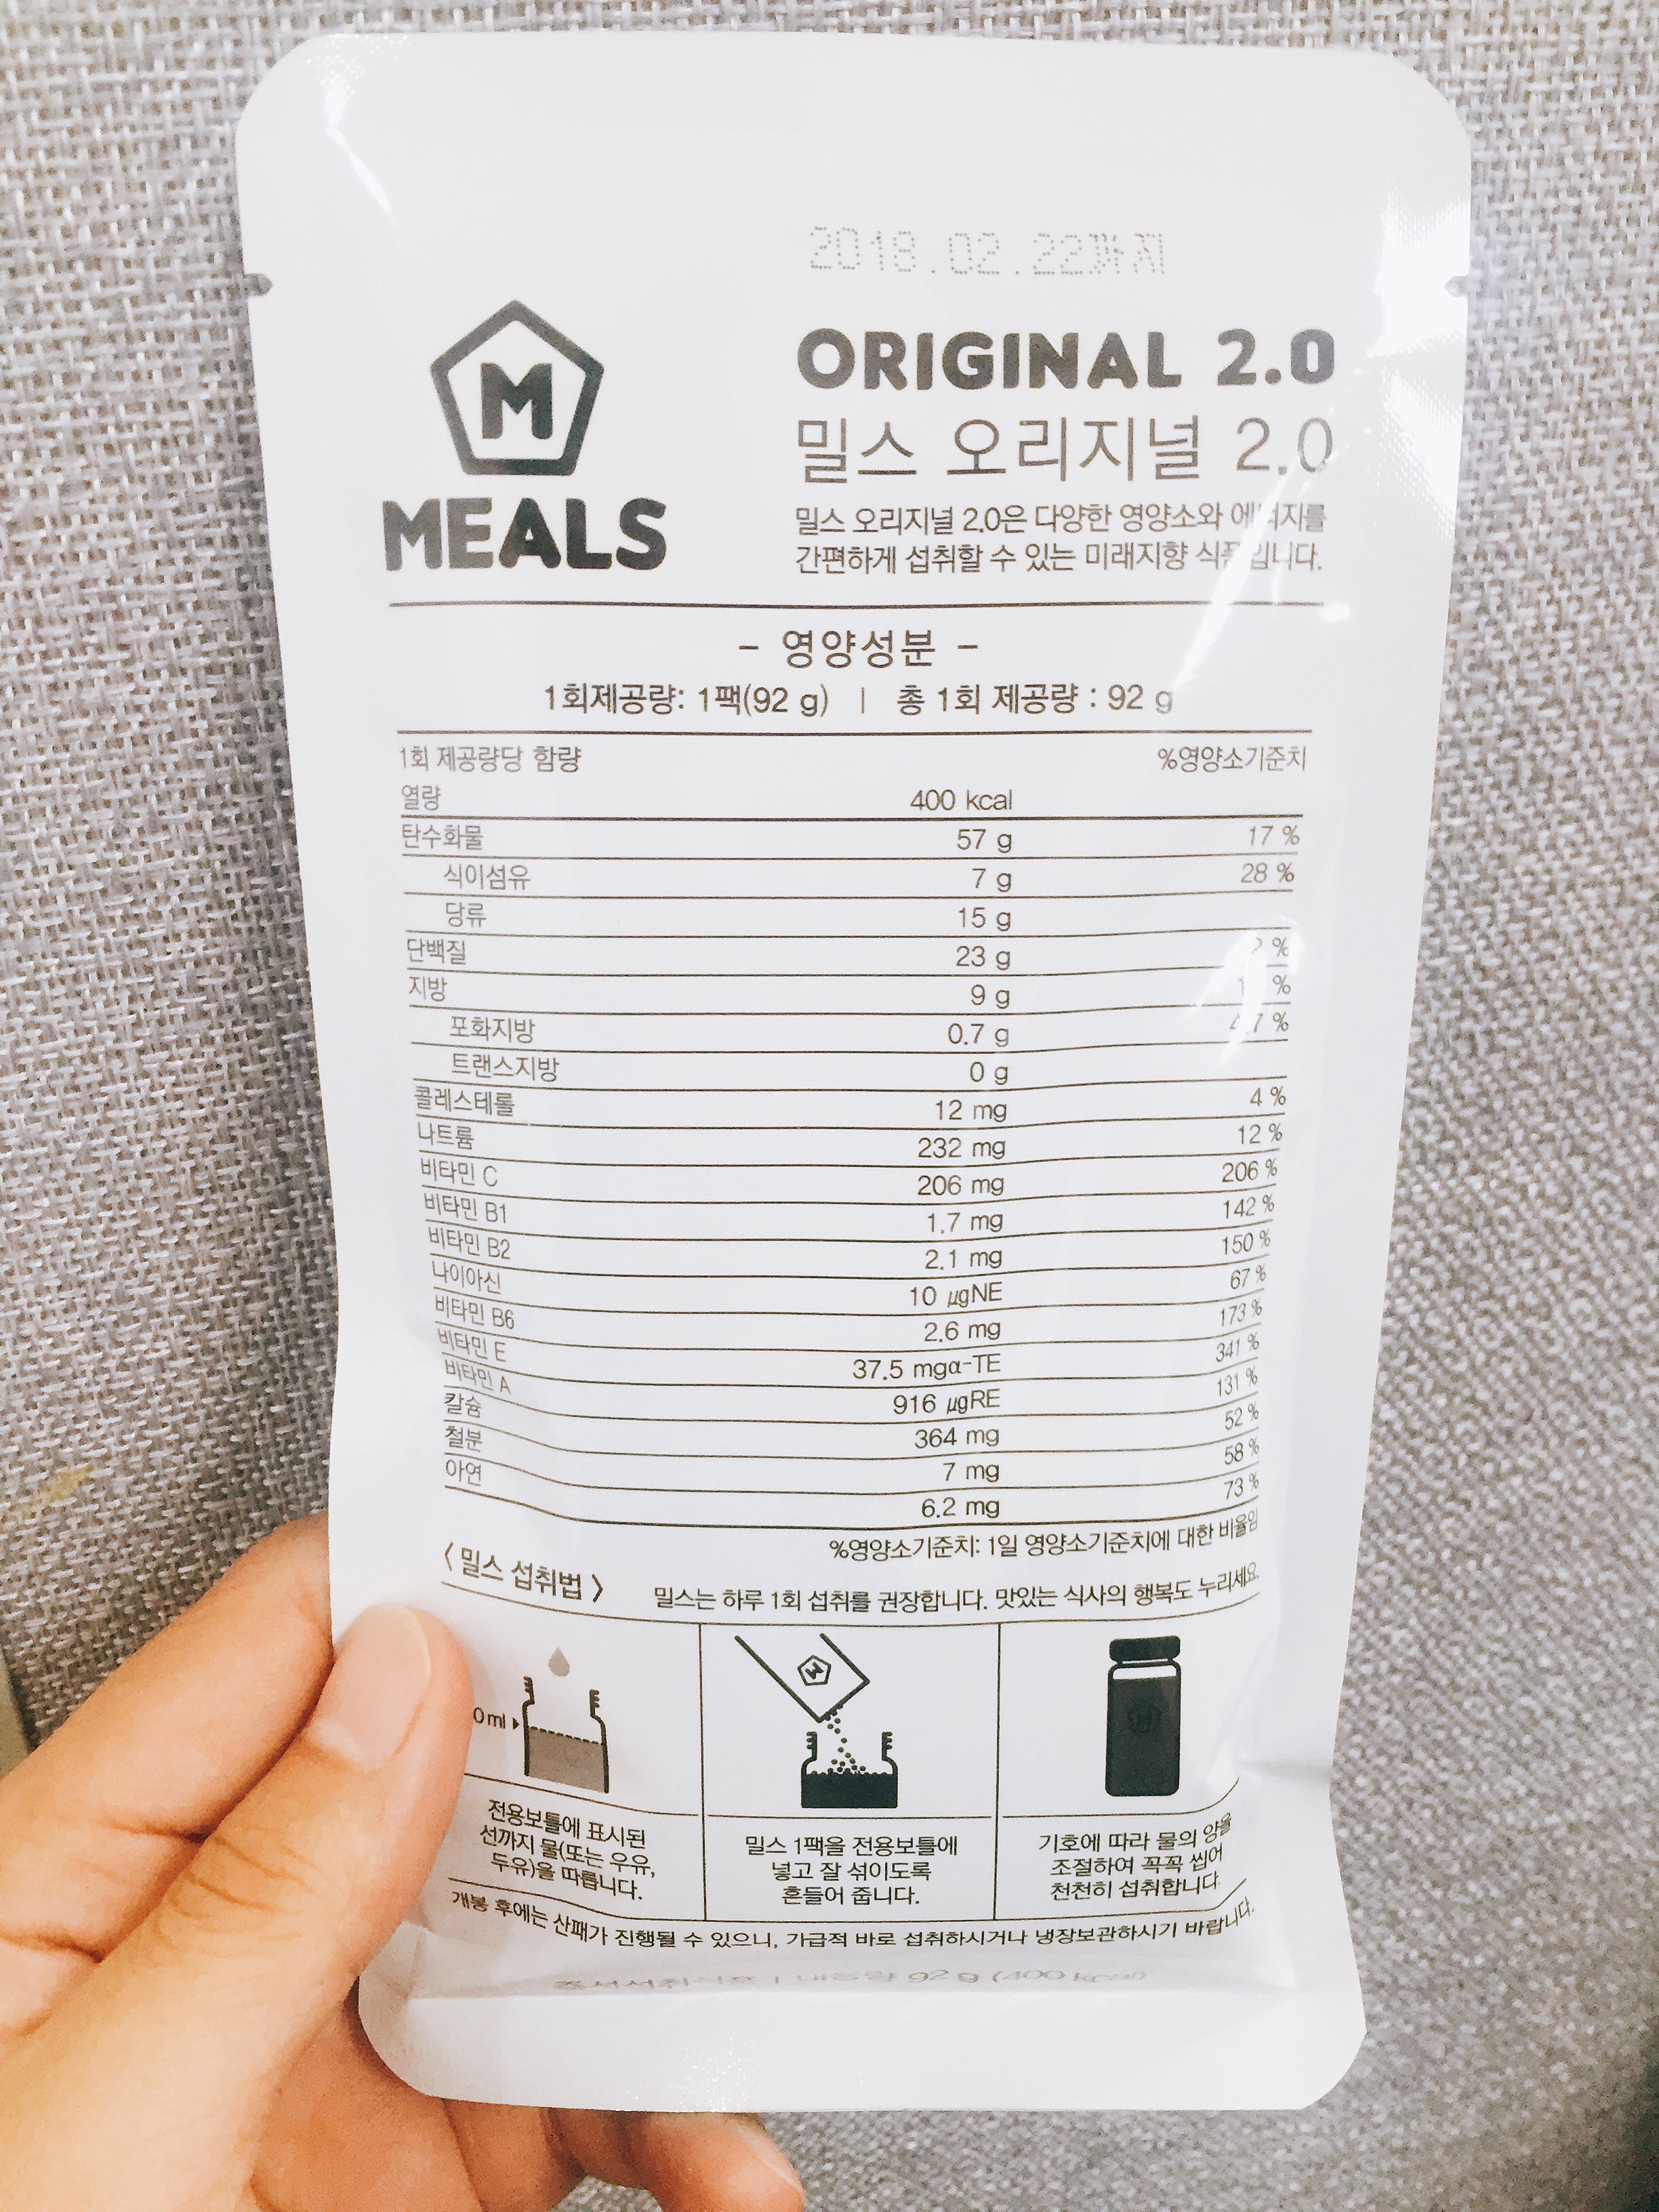 2018.02.22까지
M
MEALS
ORIGINAL 2.0
밀스 오리지널 2.0
밀스 오리지널 2.0은 다양한 영양소와
간편하게 섭취할 수 있는 미래지향
- 영양성분 -
1회제공량: 1팩(92 g) | 총 1회 제공량 : 92 g
1회 제공량당 함량 %영양소기준치
열량 400 kcal
탄수화물 57 g 17 %
식이섬유 7 g 28 %
당류 15 g
단백질 23 g %
지방 9 g %
포화지방 0.7 g %
트랜스지방 0 g
콜레스테롤 12 mg 4 %
나트륨 232 mg 12 %
비타민 C 206 mg 206 %
비타민 B1 1.7 mg 142 %
비타민 B2 2.1 mg 150 %
나이아신 10 µgNE 67 %
비타민 B6 2.6 mg 173 %
비타민 E 37.5 mgα-TE 341 %
비타민 A 916 µgRE 131 %
칼슘 364 mg 52 %
철분 7 mg 58 %
아연 6.2 mg 73 %
%영양소기준치: 1일 영양소기준치에 대한 비율임
〈 밀스 섭취법 〉 밀스는 하루 1회 섭취를 권장합니다. 맛있는 식사의 행복도 누리세요.
ml
전용보틀에 표시된
선까지 물(또는 우유,
두유)을 따릅니다.
M
밀스 1팩을 전용보틀에
넣고 잘 섞이도록
흔들어 줍니다.
M
기호에 따라 물의 양을
조절하여 꼭꼭 씹어
천천히 섭취합니다.
개봉 후에는 산패가 진행될 수 있으니, 가급적 바로 섭취하시거나 냉장보관하시기 바랍니다.
92 g (400 kcal)